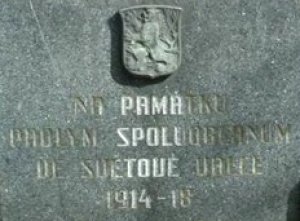 NA PAMÁTKU
PADLÝM SPOLUOBČANŮM
VE SVĚTOVÉ VÁLCE
1914-18